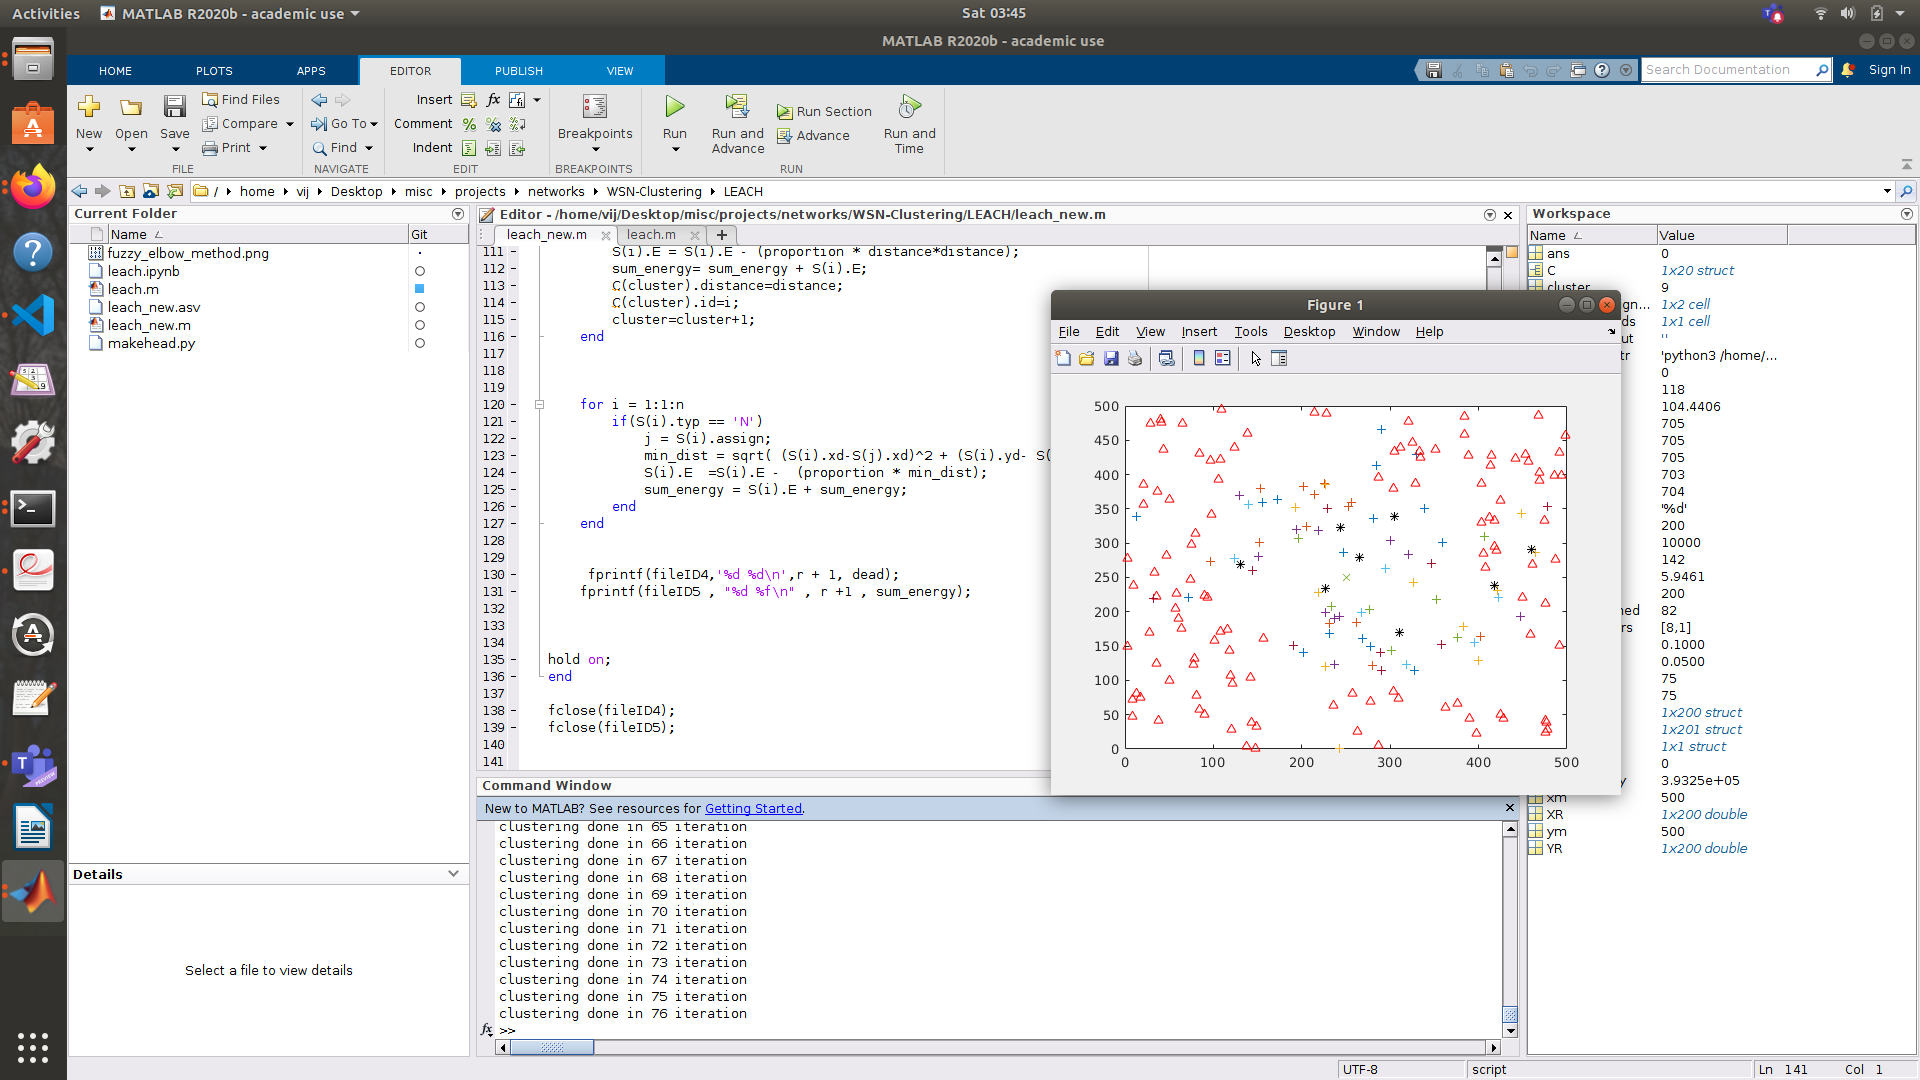 Activities
MATLAB R2020b - academic use
Sat 03:45
MATLAB R2020b - academic use
HOME PLOTS APPS EDITOR PUBLISH VIEW
Search Documentation
Sign In
New
Open
Save
Find Files
Compare
Print
FILE
Go To
Find
NAVIGATE
Insert
Comment
Indent
EDIT
Breakpoints
BREAKPOINTS
Run
Run and Advance
Run Section
Advance
Run and Time
RUN
/ home vij Desktop misc projects networks WSN-Clustering LEACH
Current Folder
Name Git
fuzzy_elbow_method.png
leach.ipynb
leach.m
leach_new.asv
leach_new.m
makehead.py
Details
Select a file to view details
Editor - /home/vij/Desktop/misc/projects/networks/WSN-Clustering/LEACH/leach_new.m
leach_new.m leach.m
111 - S(i).E = S(i).E - (proportion * distance*distance);
112 - sum_energy= sum_energy + S(i).E;
113 - C(cluster).distance=distance;
114 - C(cluster).id=i;
115 - cluster=cluster+1;
116 - end
117
118
119
120 - for i = 1:1:n
121 - if(S(i).typ == 'N')
122 - j = S(i).assign;
123 - min_dist = sqrt( (S(i).xd-S(j).xd)^2 + (S(i).yd- S(
124 - S(i).E =S(i).E - (proportion * min_dist);
125 - sum_energy = S(i).E + sum_energy;
126 - end
127 - end
128
129
130 - fprintf(fileID4,'%d %d\n',r + 1, dead);
131 - fprintf(fileID5 , "%d %f\n" , r +1 , sum_energy);
132
133
134
135 - hold on;
136 - end
137
138 - fclose(fileID4);
139 - fclose(fileID5);
140
141
Command Window
New to MATLAB? See resources for Getting Started.
clustering done in 65 iteration
clustering done in 66 iteration
clustering done in 67 iteration
clustering done in 68 iteration
clustering done in 69 iteration
clustering done in 70 iteration
clustering done in 71 iteration
clustering done in 72 iteration
clustering done in 73 iteration
clustering done in 74 iteration
clustering done in 75 iteration
clustering done in 76 iteration
fx >>
Figure 1
File Edit View Insert Tools Desktop Window Help
500
450
400
350
300
250
200
150
100
50
0
0 100 200 300 400 500
Workspace
Name Value
ans 0
C 1x20 struct
cluster 9
gn... 1x2 cell
ds 1x1 cell
ut ''
tr 'python3 /home/...
0
118
104.4406
705
705
705
703
704
'%d'
200
10000
142
5.9461
200
ned 82
rs [8,1]
0.1000
0.0500
75
75
1x200 struct
1x201 struct
1x1 struct
0
y 3.9325e+05
xm 500
XR 1x200 double
ym 500
YR 1x200 double
UTF-8
script
Ln 141 Col 1